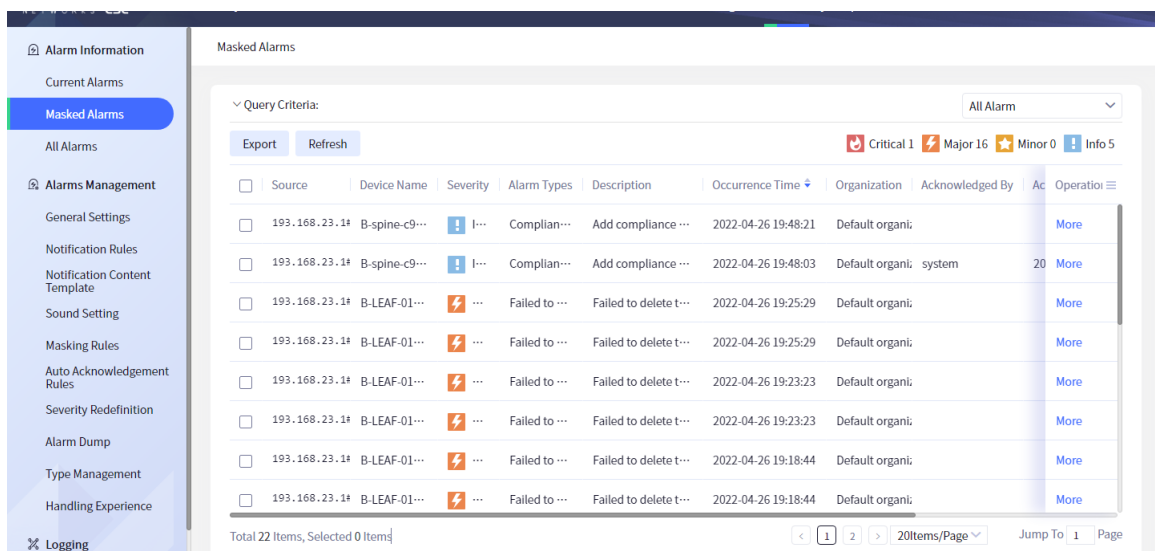 Alarm Information
Current Alarms
Masked Alarms
All Alarms
Alarms Management
General Settings
Notification Rules
Notification Content
Template
Sound Setting
Masking Rules
Auto Acknowledgement
Rules
Severity Redefinition
Alarm Dump
Type Management
Handling Experience
Logging
Masked Alarms
Query Criteria:
All Alarm
Export Refresh
Critical 1 Major 16 Minor 0 Info 5
Source Device Name Severity Alarm Types Description Occurrence Time Organization Acknowledged By Ac Operation
193.168.23.1 B-spine-c9··· I··· Complian··· Add compliance ··· 2022-04-26 19:48:21 Default organiz More
193.168.23.1 B-spine-c9··· I··· Complian··· Add compliance ··· 2022-04-26 19:48:03 Default organiz system 20 More
193.168.23.1 B-LEAF-01··· ··· Failed to ··· Failed to delete t··· 2022-04-26 19:25:29 Default organiz More
193.168.23.1 B-LEAF-01··· ··· Failed to ··· Failed to delete t··· 2022-04-26 19:25:29 Default organiz More
193.168.23.1 B-LEAF-01··· ··· Failed to ··· Failed to delete t··· 2022-04-26 19:23:23 Default organiz More
193.168.23.1 B-LEAF-01··· ··· Failed to ··· Failed to delete t··· 2022-04-26 19:23:23 Default organiz More
193.168.23.1 B-LEAF-01··· ··· Failed to ··· Failed to delete t··· 2022-04-26 19:18:44 Default organiz More
193.168.23.1 B-LEAF-01··· ··· Failed to ··· Failed to delete t··· 2022-04-26 19:18:44 Default organiz More
Total 22 Items, Selected 0 Items
< 1 2 > 20Items/Page Jump To 1 Page